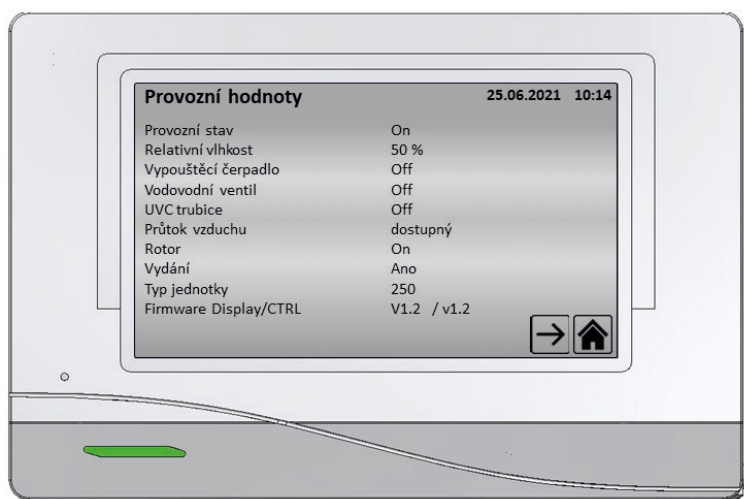 Provozní hodnoty 25.06.2021 10:14
Provozní stav On
Relativní vlhkost 50 %
Vypouštěcí čerpadlo Off
Vodovodní ventil Off
UVC trubice Off
Průtok vzduchu dostupný
Rotor On
Vydání Ano
Typ jednotky 250
Firmware Display/CTRL V1.2 / v1.2